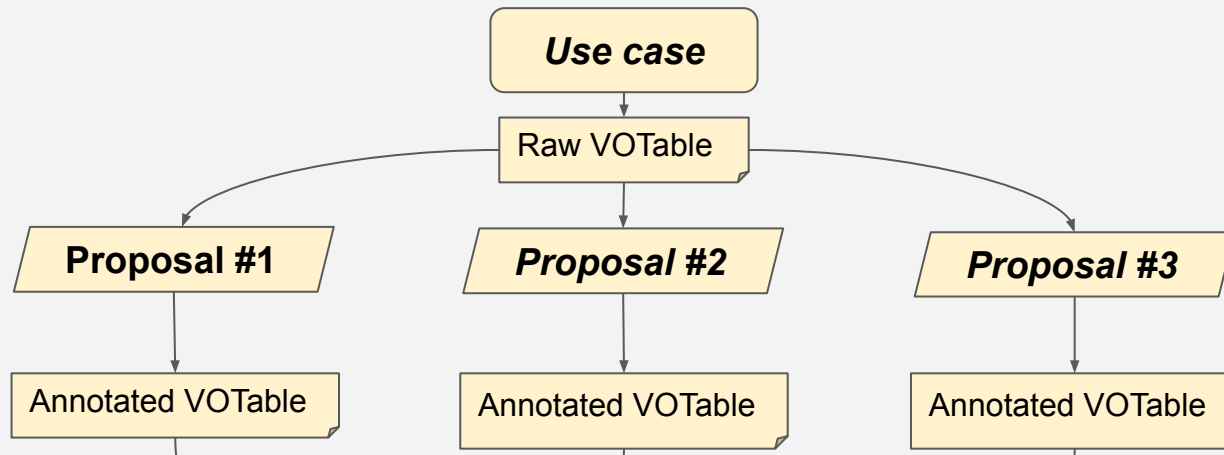 Use case
Raw VOTable
Proposal #1
Proposal #2
Proposal #3
Annotated VOTable
Annotated VOTable
Annotated VOTable